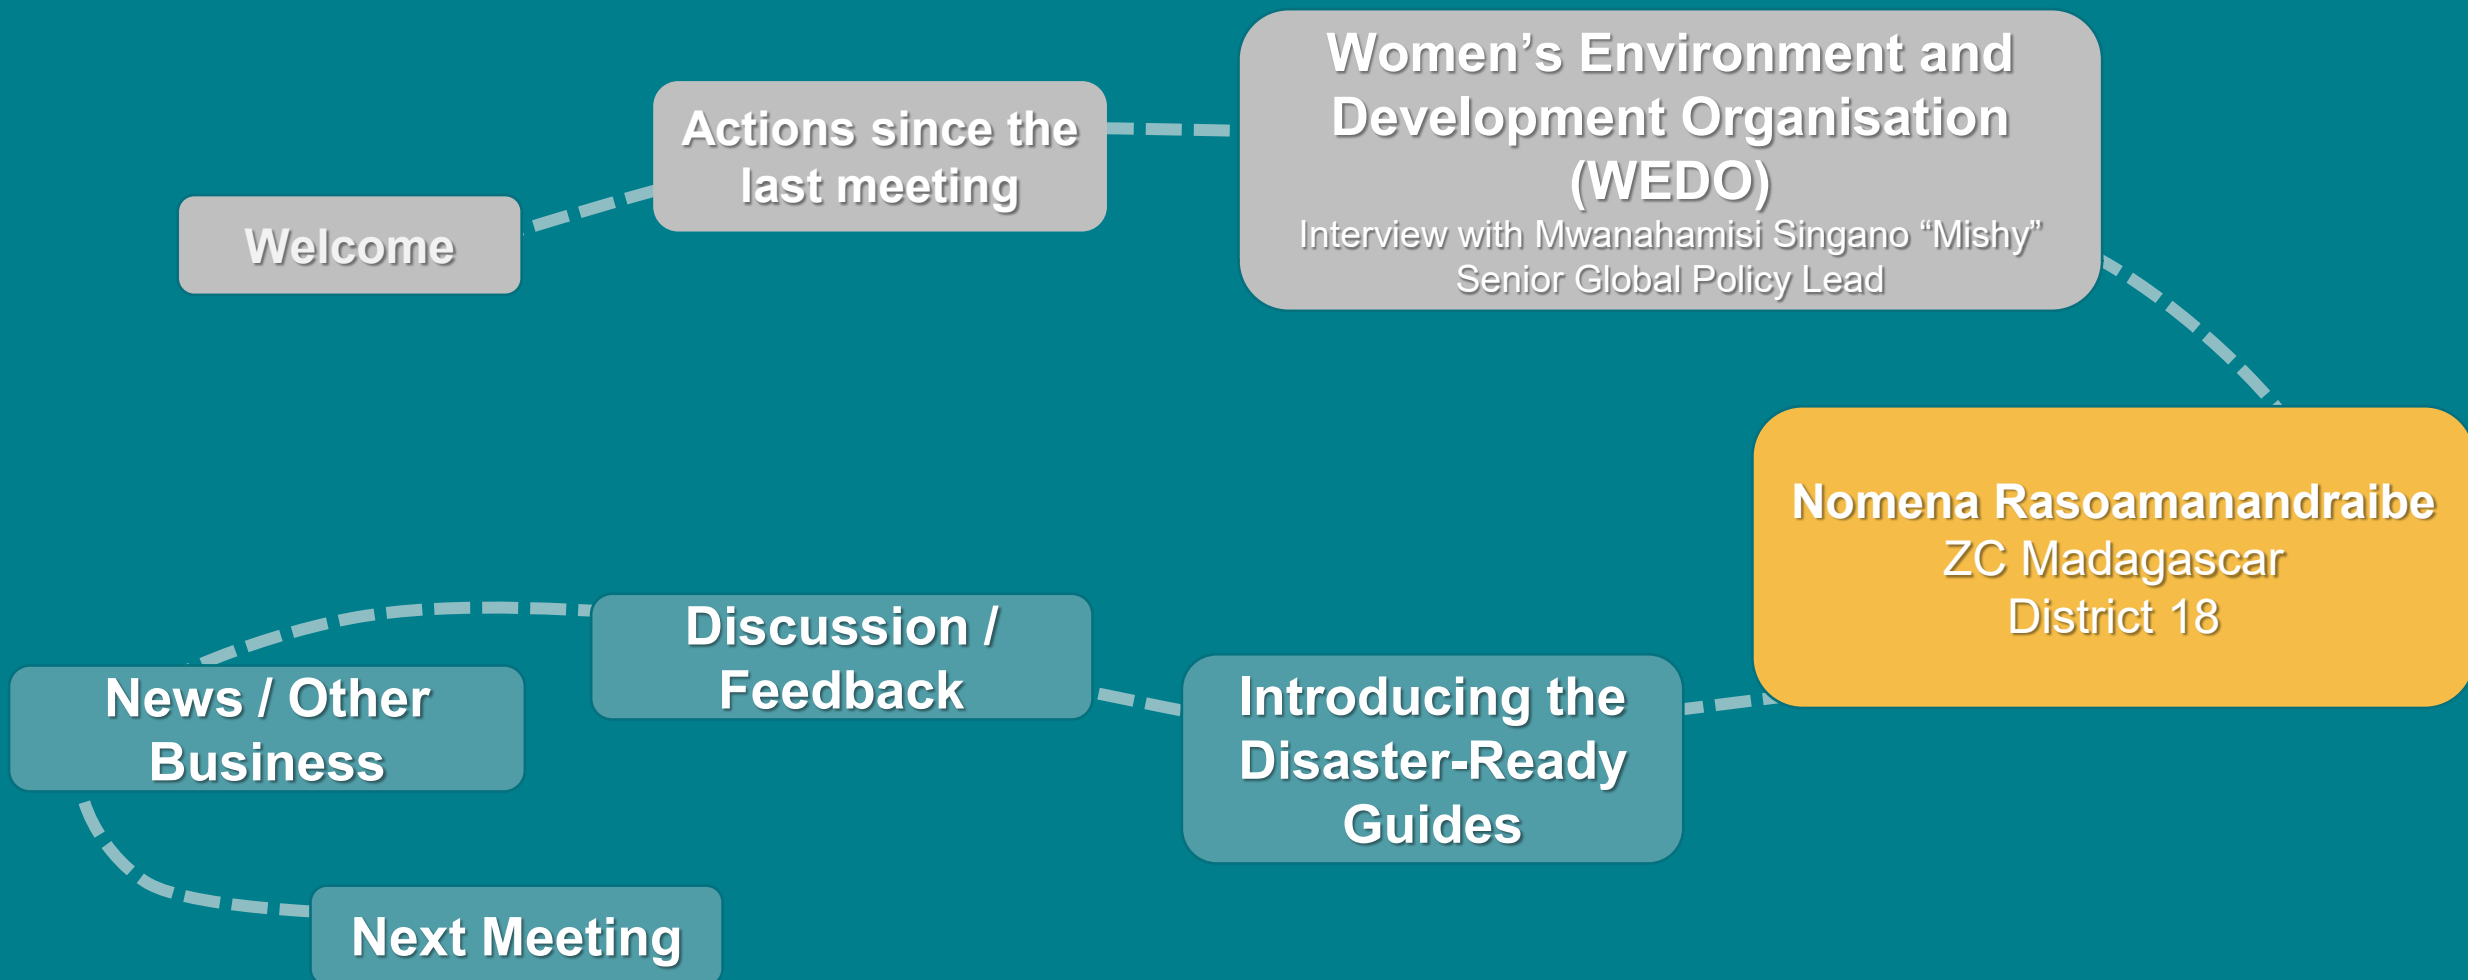 Welcome
Actions since the
last meeting
Women’s Environment and
Development Organisation
(WEDO)
Interview with Mwanahamisi Singano “Mishy”
Senior Global Policy Lead
Nomena Rasoamanandraibe
ZC Madagascar
District 18
Introducing the
Disaster-Ready
Guides
Discussion /
Feedback
News / Other
Business
Next Meeting